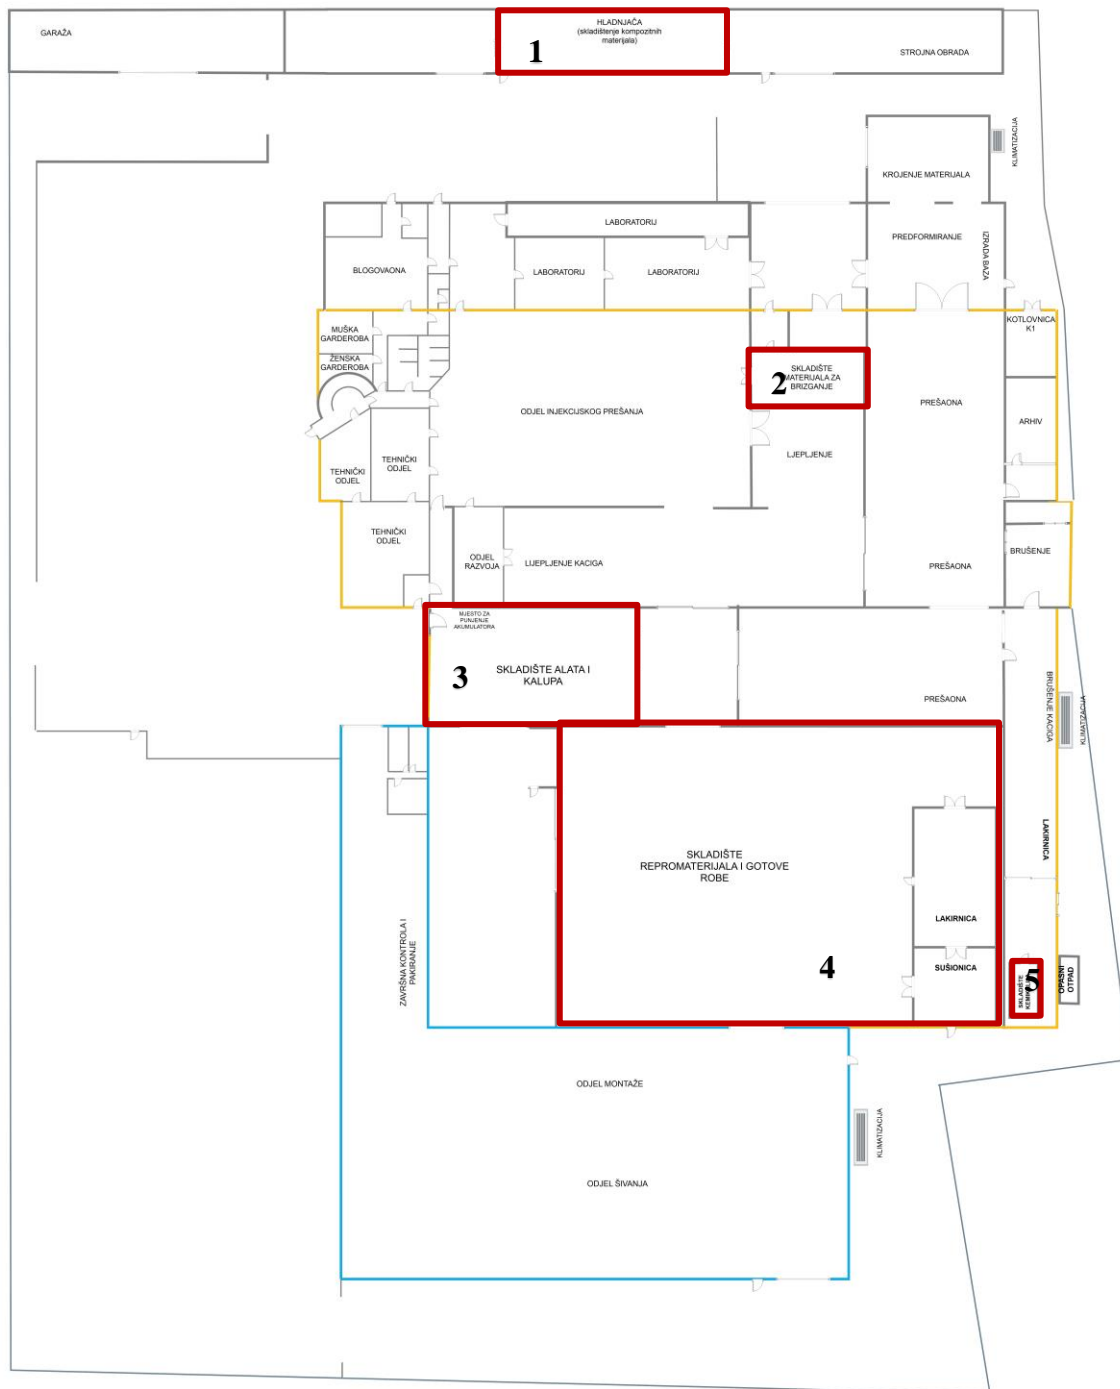 GARAŽA
HLADNJAČA
(skladištenje kompozitnih
materijala)
1
STROJNA OBRADA
KLIMATIZACIJA
KROJENJE MATERIJALA
LABORATORIJ
PREDFORMIRANJE
IZRADA BAZA
BLOGOVAONA
LABORATORIJ
LABORATORIJ
MUŠKA
GARDEROBA
ŽENSKA
GARDEROBA
KOTLOVNICA
K1
SKLADIŠTE
MATERIJALA ZA
BRIZGANJE
2
ODJEL INJEKCIJSKOG PREŠANJA
PREŠAONA
ARHIV
LJEPLJENJE
TEHNIČKI
ODJEL
TEHNIČKI
ODJEL
TEHNIČKI
ODJEL
ODJEL
RAZVOJA
LIJEPLJENJE KACIGA
PREŠAONA
BRUŠENJE
MJESTO ZA
PUNJENJE
AKUMULATORA
3
SKLADIŠTE ALATA I
KALUPA
PREŠAONA
BRUŠENJE KACIGA
KLIMATIZACIJA
SKLADIŠTE
REPROMATERIJALA I GOTOVE
ROBE
LAKIRNICA
LAKIRNICA
ZAVRŠNA KONTROLA I
PAKIRANJE
4
SUŠIONICA
SKLADIŠTE
5
OPASNI
OTPAD
ODJEL MONTAŽE
KLIMATIZACIJA
ODJEL ŠIVANJA